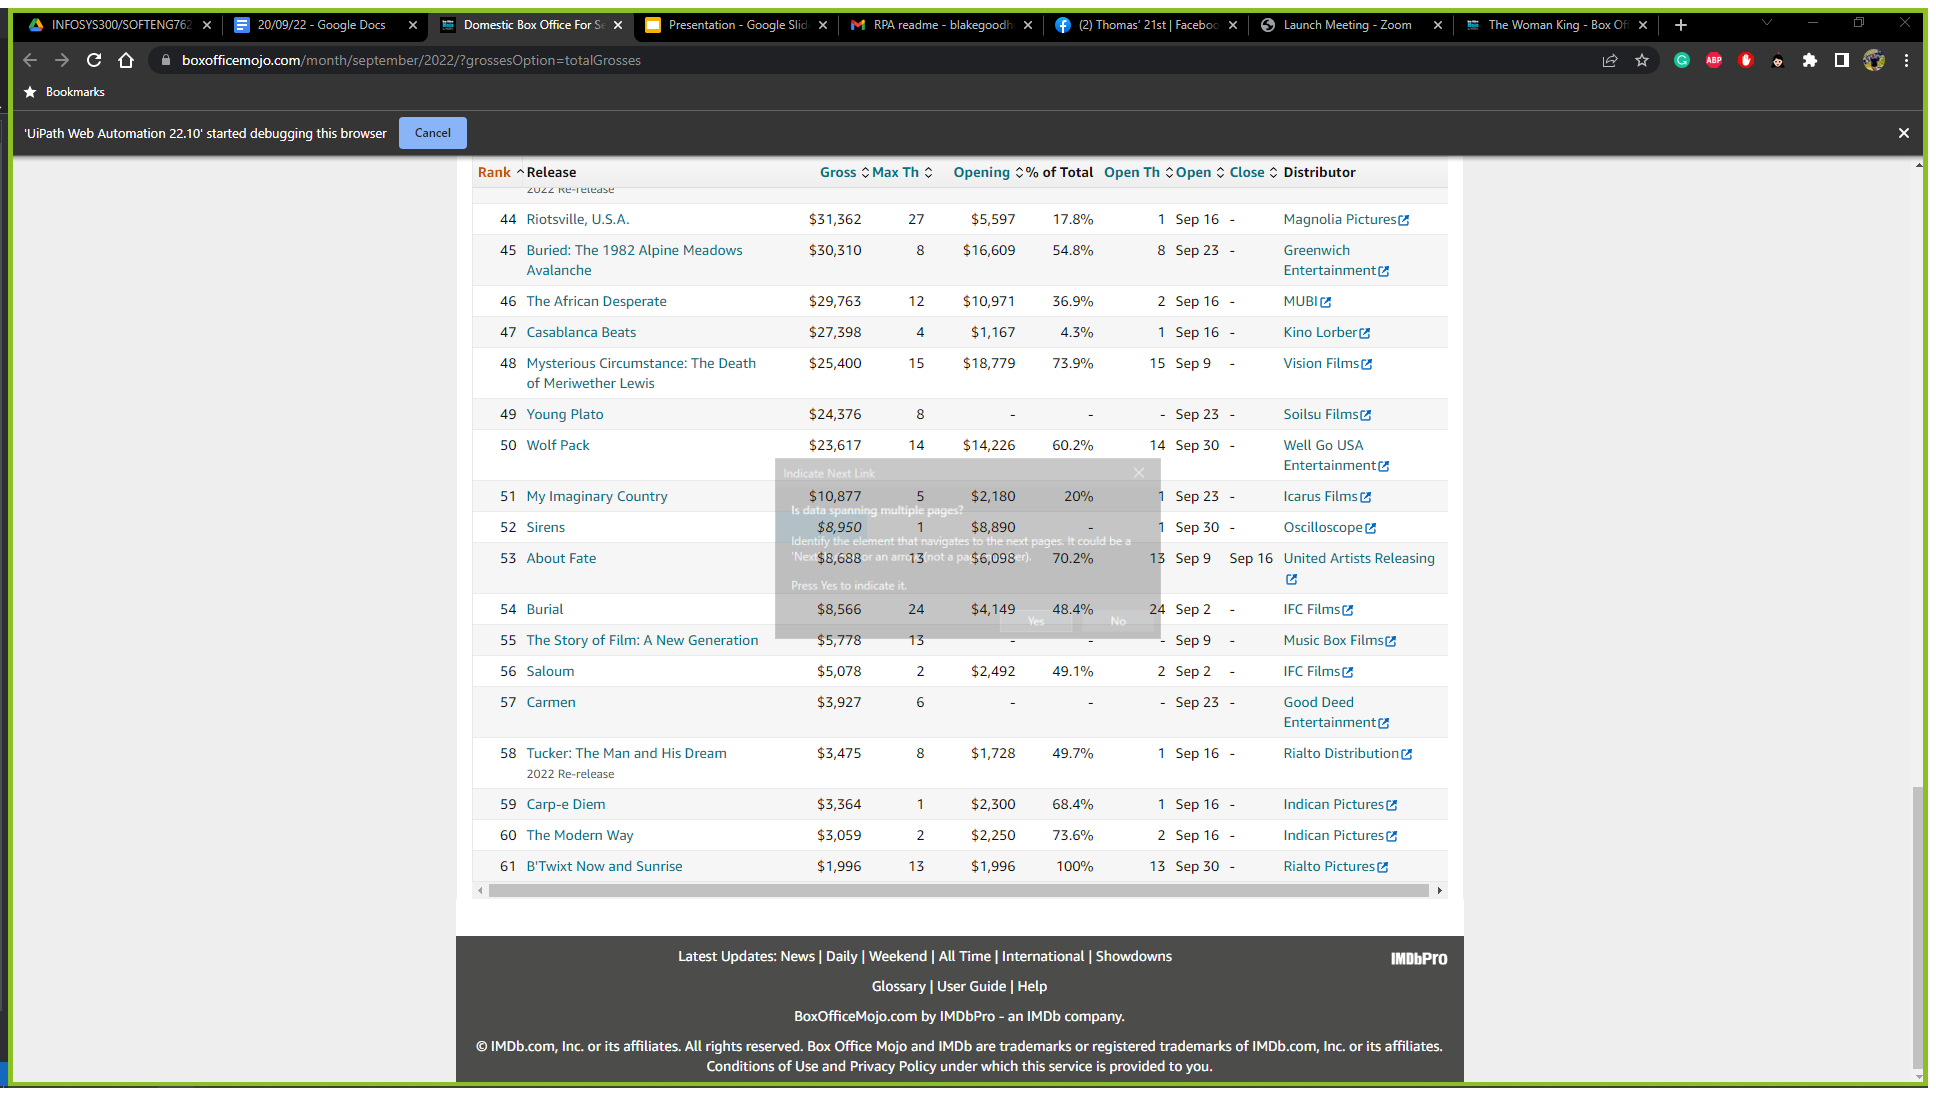 INFOSYS300/SOFTENG762
20/09/22 - Google Docs
Domestic Box Office For Se
Presentation - Google Slid
RPA readme - blakegoodh
(2) Thomas' 21st | Faceboo
Launch Meeting - Zoom
The Woman King - Box Of
boxofficemojo.com/month/september/2022/?grossesOption=totalGrosses
ABP
Bookmarks
'UiPath Web Automation 22.10' started debugging this browser Cancel
Rank Release Gross Max Th Opening % of Total Open Th Open Close Distributor
2022 Re-release
44 Riotsville, U.S.A. $31,362 27 $5,597 17.8% 1 Sep 16 - Magnolia Pictures
45 Buried: The 1982 Alpine Meadows $30,310 8 $16,609 54.8% 8 Sep 23 - Greenwich
Avalanche Entertainment
46 The African Desperate $29,763 12 $10,971 36.9% 2 Sep 16 - MUBI
47 Casablanca Beats $27,398 4 $1,167 4.3% 1 Sep 16 - Kino Lorber
48 Mysterious Circumstance: The Death $25,400 15 $18,779 73.9% 15 Sep 9 - Vision Films
of Meriwether Lewis
49 Young Plato $24,376 8 - - - Sep 23 - Soilsu Films
50 Wolf Pack $23,617 14 $14,226 60.2% 14 Sep 30 - Well Go USA
Entertainment
51 My Imaginary Country $10,877 5 $2,180 20% 1 Sep 23 - Icarus Films
52 Sirens $8,950 1 $8,890 - 1 Sep 30 - Oscilloscope
53 About Fate $8,688 13 $6,098 70.2% 13 Sep 9 Sep 16 United Artists Releasing
54 Burial $8,566 24 $4,149 48.4% 24 Sep 2 - IFC Films
55 The Story of Film: A New Generation $5,778 13 - - - Sep 9 - Music Box Films
56 Saloum $5,078 2 $2,492 49.1% 2 Sep 2 - IFC Films
57 Carmen $3,927 6 - - - Sep 23 - Good Deed
Entertainment
58 Tucker: The Man and His Dream $3,475 8 $1,728 49.7% 1 Sep 16 - Rialto Distribution
2022 Re-release
59 Carp-e Diem $3,364 1 $2,300 68.4% 1 Sep 16 - Indican Pictures
60 The Modern Way $3,059 2 $2,250 73.6% 2 Sep 16 - Indican Pictures
61 B'Twixt Now and Sunrise $1,996 13 $1,996 100% 13 Sep 30 - Rialto Pictures
Indicate Next Link
Is data spanning multiple pages?
Identify the element that navigates to the next pages. It could be a
'Next' or an arrow (not a page
Press Yes to indicate it.
Yes No
Latest Updates: News | Daily | Weekend | All Time | International | Showdowns
IMDbPro
Glossary | User Guide | Help
BoxOfficeMojo.com by IMDbPro - an IMDb company.
© IMDb.com, Inc. or its affiliates. All rights reserved. Box Office Mojo and IMDb are trademarks or registered trademarks of IMDb.com, Inc. or its affiliates.
Conditions of Use and Privacy Policy under which this service is provided to you.